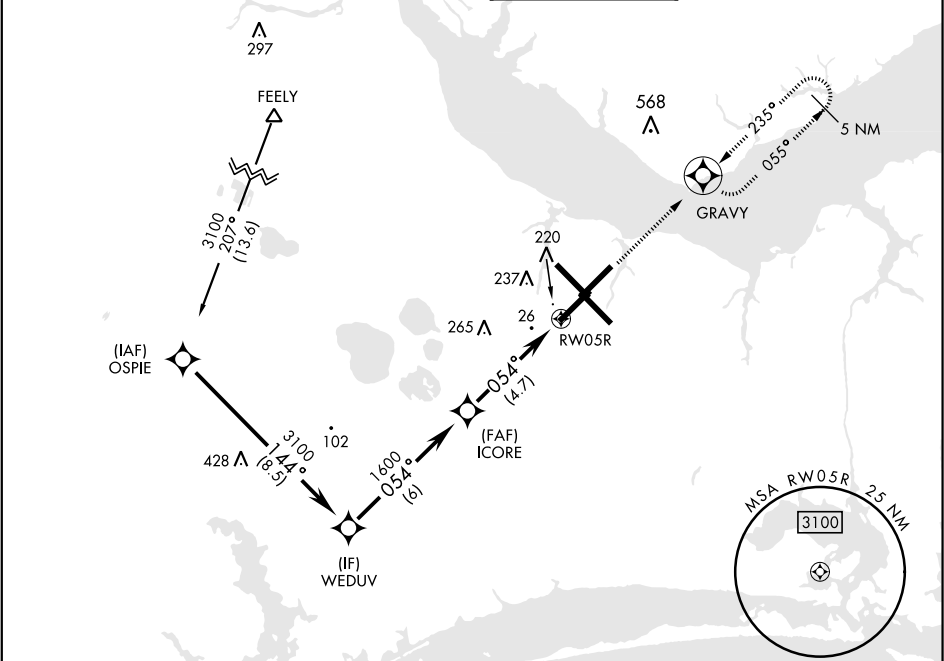 297
FEELY
3100
207°
(13.6)
568
235°
055°
5 NM
GRAVY
220
237
265
26
RW05R
(IAF)
OSPIE
054°
(4.7)
(FAF)
ICORE
3100
144°
(8.5)
102
428
1600
054°
(6)
(IF)
WEDUV
MSA RW05R 25 NM
3100